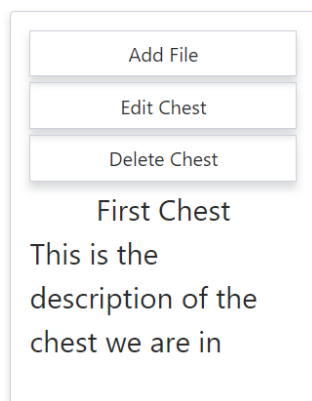 Add File
Edit Chest
Delete Chest
First Chest
This is the
description of the
chest we are in